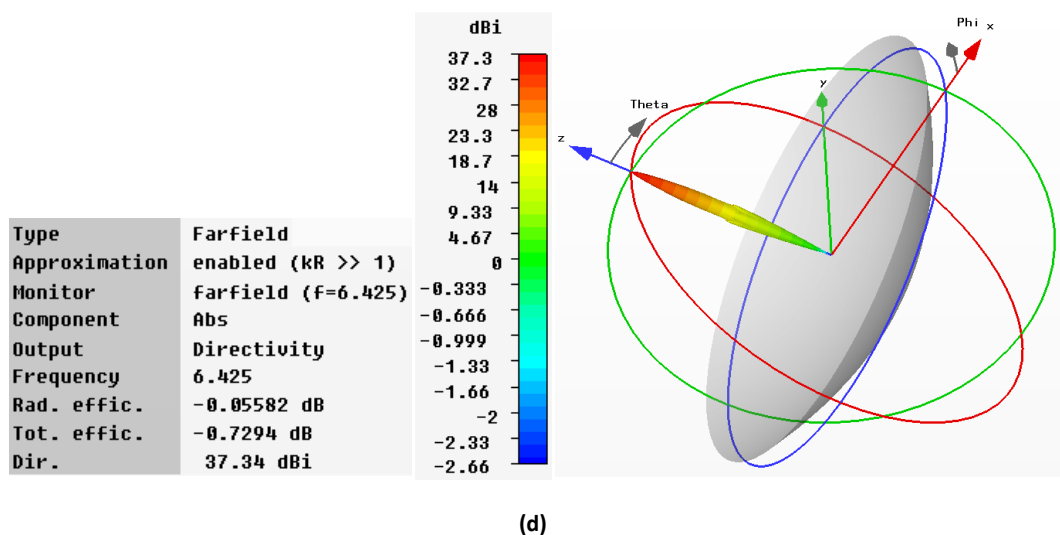 Type Farfield
Approximation enabled (kR >> 1)
Monitor farfield (f=6.425)
Component Abs
Output Directivity
Frequency 6.425
Rad. effic. -0.05582 dB
Tot. effic. -0.7294 dB
Dir. 37.34 dBi
dBi
37.3
32.7
28
23.3
18.7
14
9.33
4.67
0
-0.333
-0.666
-0.999
-1.33
-1.66
-2
-2.33
-2.66
Phi x
y
Theta
z
(d)